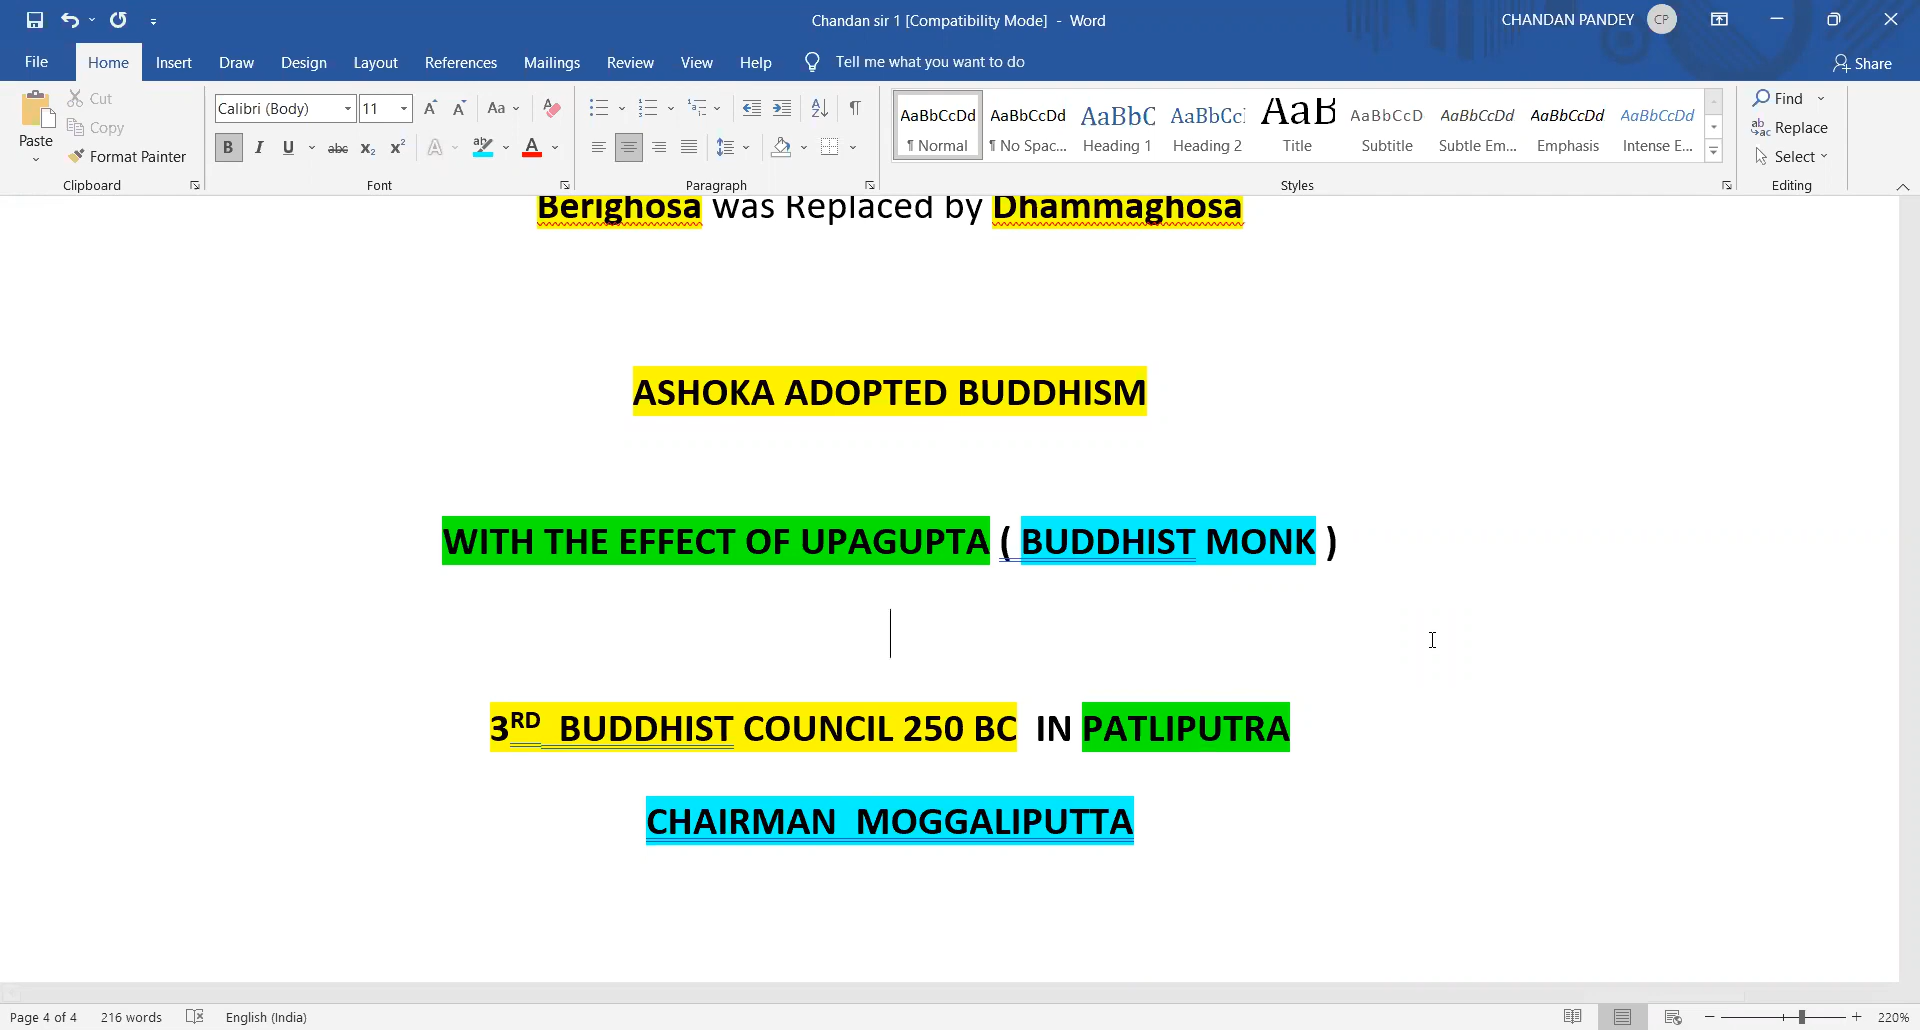 Chandan sir 1 [Compatibility Mode] - Word
CHANDAN PANDEY CP
File Home Insert Draw Design Layout References Mailings Review View Help Tell me what you want to do Share
Paste Cut Copy Format Painter Clipboard
Calibri (Body) 11 Aa
B I U abc X₂ X² A A Font
Paragraph
AaBbCcDd AaBbCcDd AaBbC AaBbCcI AaB AaBbCcD AaBbCcDd AaBbCcDd AaBbCcDd
¶ Normal ¶ No Spac... Heading 1 Heading 2 Title Subtitle Subtle Em... Emphasis Intense E...
Styles
Find Replace Select Editing
Berighosa was Replaced by Dhammaghosa
ASHOKA ADOPTED BUDDHISM
WITH THE EFFECT OF UPAGUPTA ( BUDDHIST MONK )
3RD BUDDHIST COUNCIL 250 BC IN PATLIPUTRA
CHAIRMAN MOGGALIPUTTA
Page 4 of 4 216 words English (India) 220%